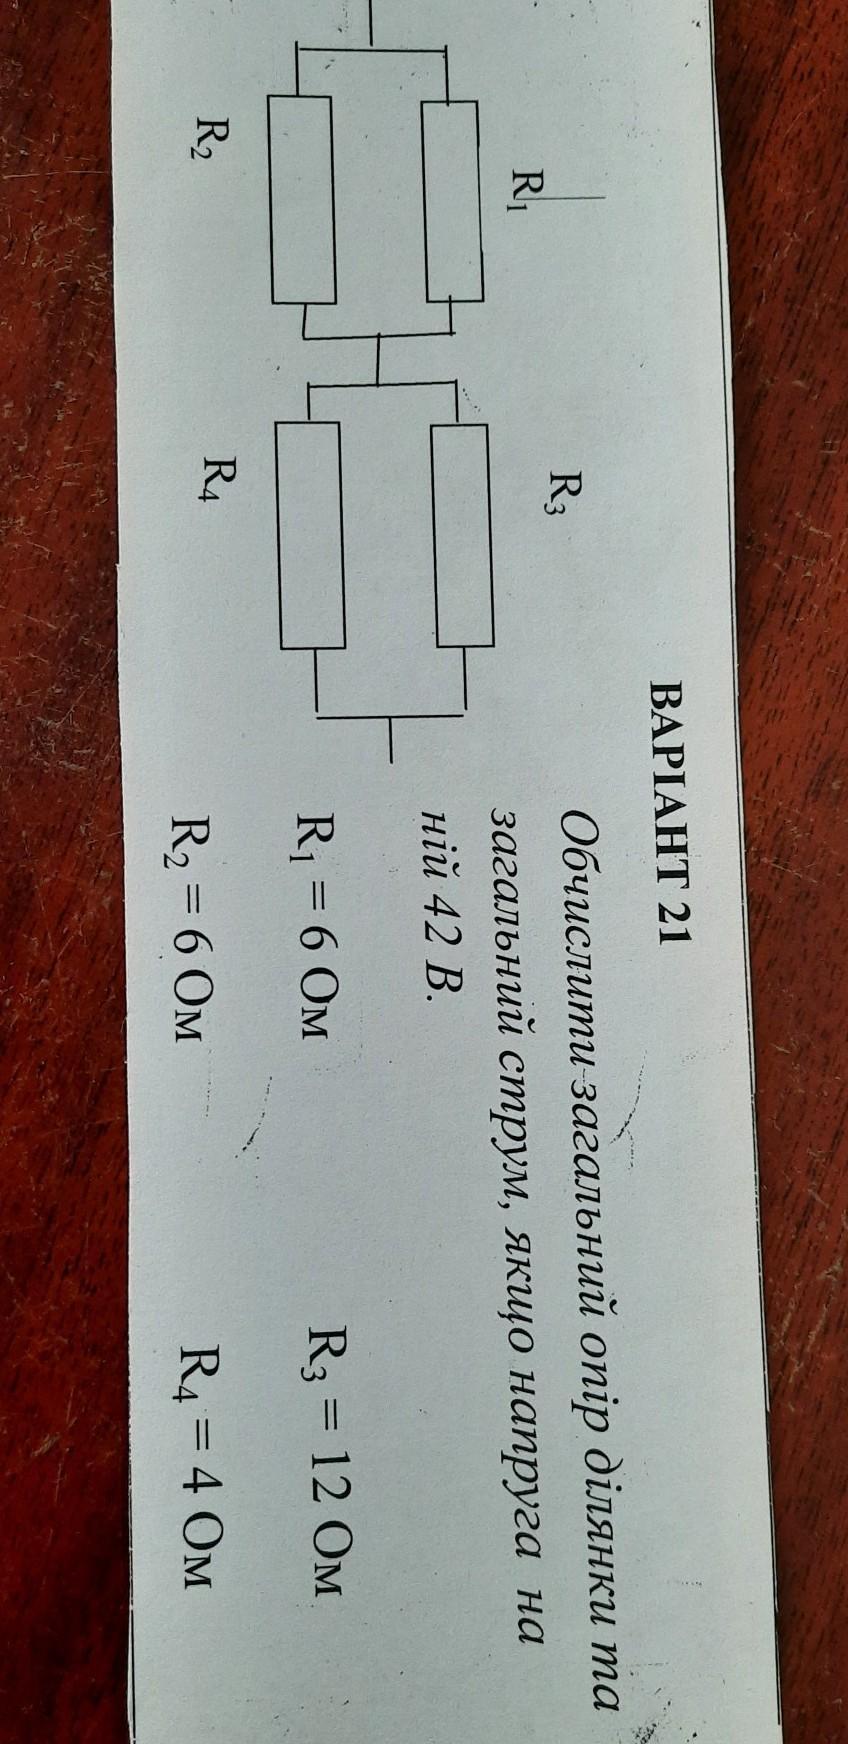 ВАРІАНТ 21
R₁
R₃
R₂
R₄
Обчислити загальний опір ділянки та
загальний струм, якщо напруга на
ній 42 В.
R₁ = 6 Ом R₃ = 12 Ом
R₂ = 6 Ом R₄ = 4 Ом